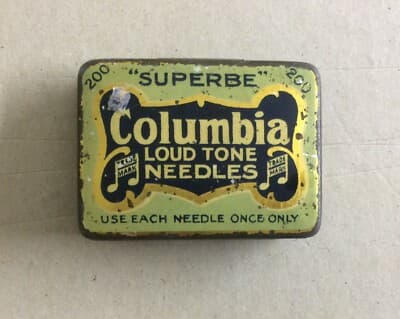 200 "SUPERBE" 200
Columbia
LOUD TONE
NEEDLES
TRADE MARK
TRADE MARK
USE EACH NEEDLE ONCE ONLY